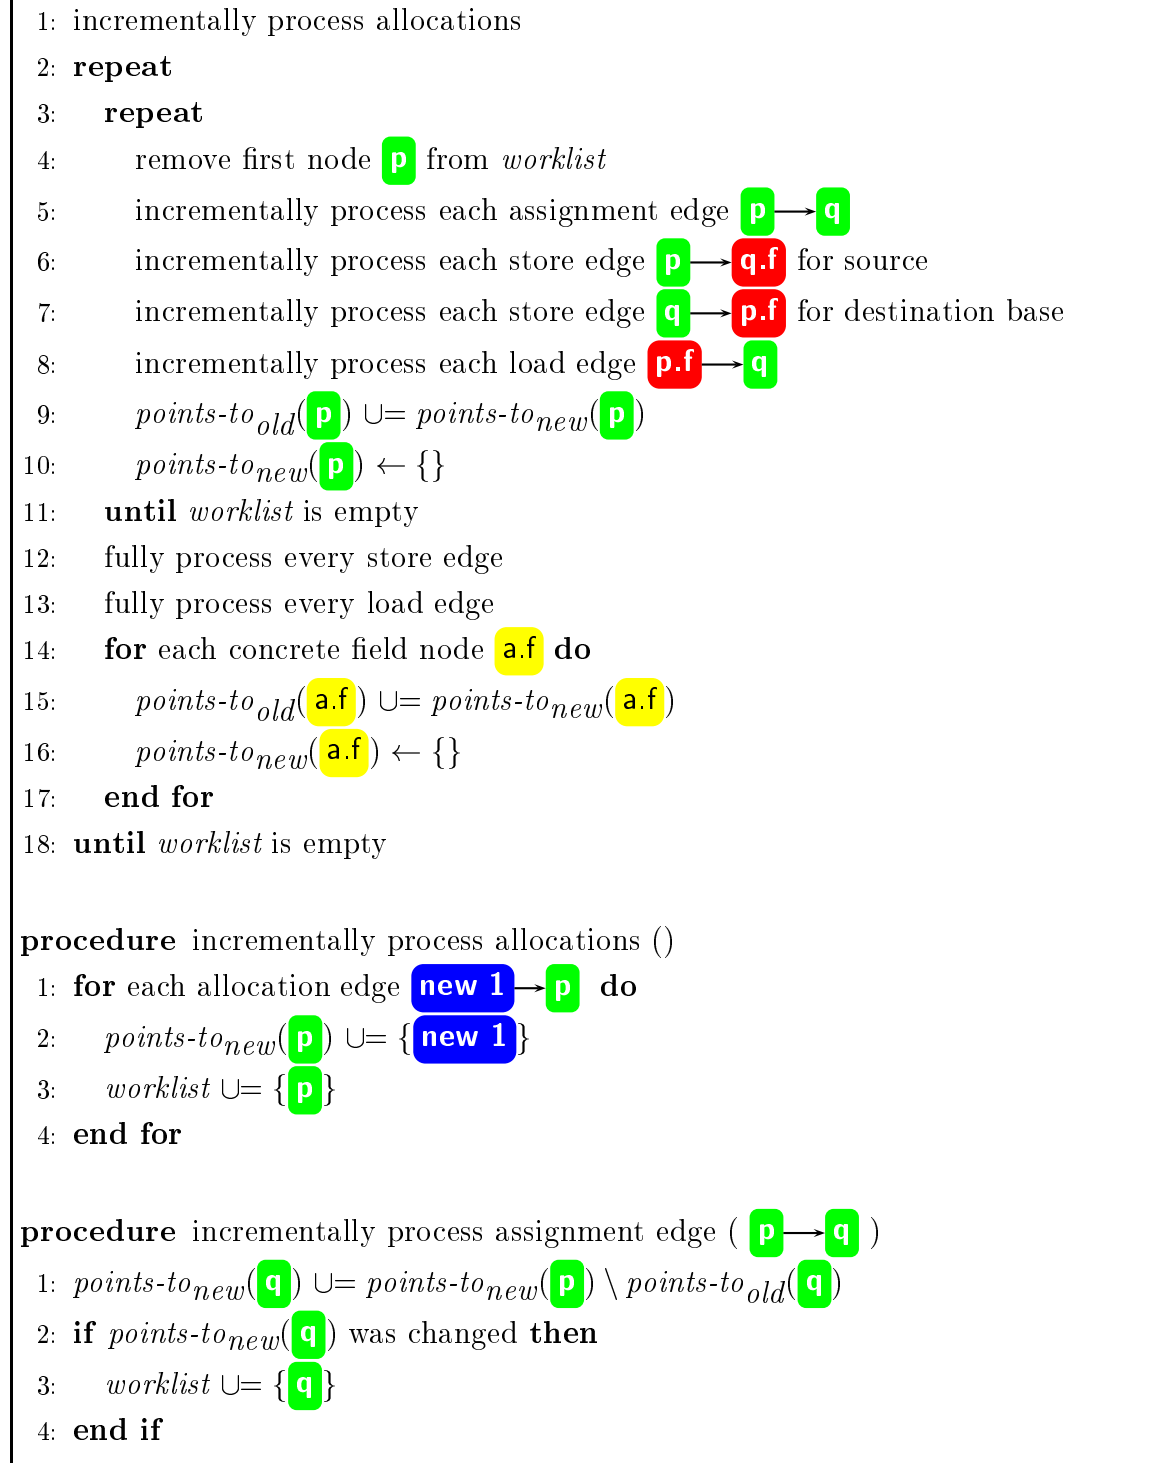 1: incrementally process allocations
2: repeat
3: repeat
4: remove first node p from worklist
5: incrementally process each assignment edge p→q
6: incrementally process each store edge p→q.f for source
7: incrementally process each store edge q→p.f for destination base
8: incrementally process each load edge p.f→q
9: points-to_old(p) ∪= points-to_new(p)
10: points-to_new(p) ← {}
11: until worklist is empty
12: fully process every store edge
13: fully process every load edge
14: for each concrete field node a.f do
15: points-to_old(a.f) ∪= points-to_new(a.f)
16: points-to_new(a.f) ← {}
17: end for
18: until worklist is empty
procedure incrementally process allocations ()
1: for each allocation edge new 1→p do
2: points-to_new(p) ∪= {new 1}
3: worklist ∪= {p}
4: end for
procedure incrementally process assignment edge ( p→q )
1: points-to_new(q) ∪= points-to_new(p) \ points-to_old(q)
2: if points-to_new(q) was changed then
3: worklist ∪= {q}
4: end if